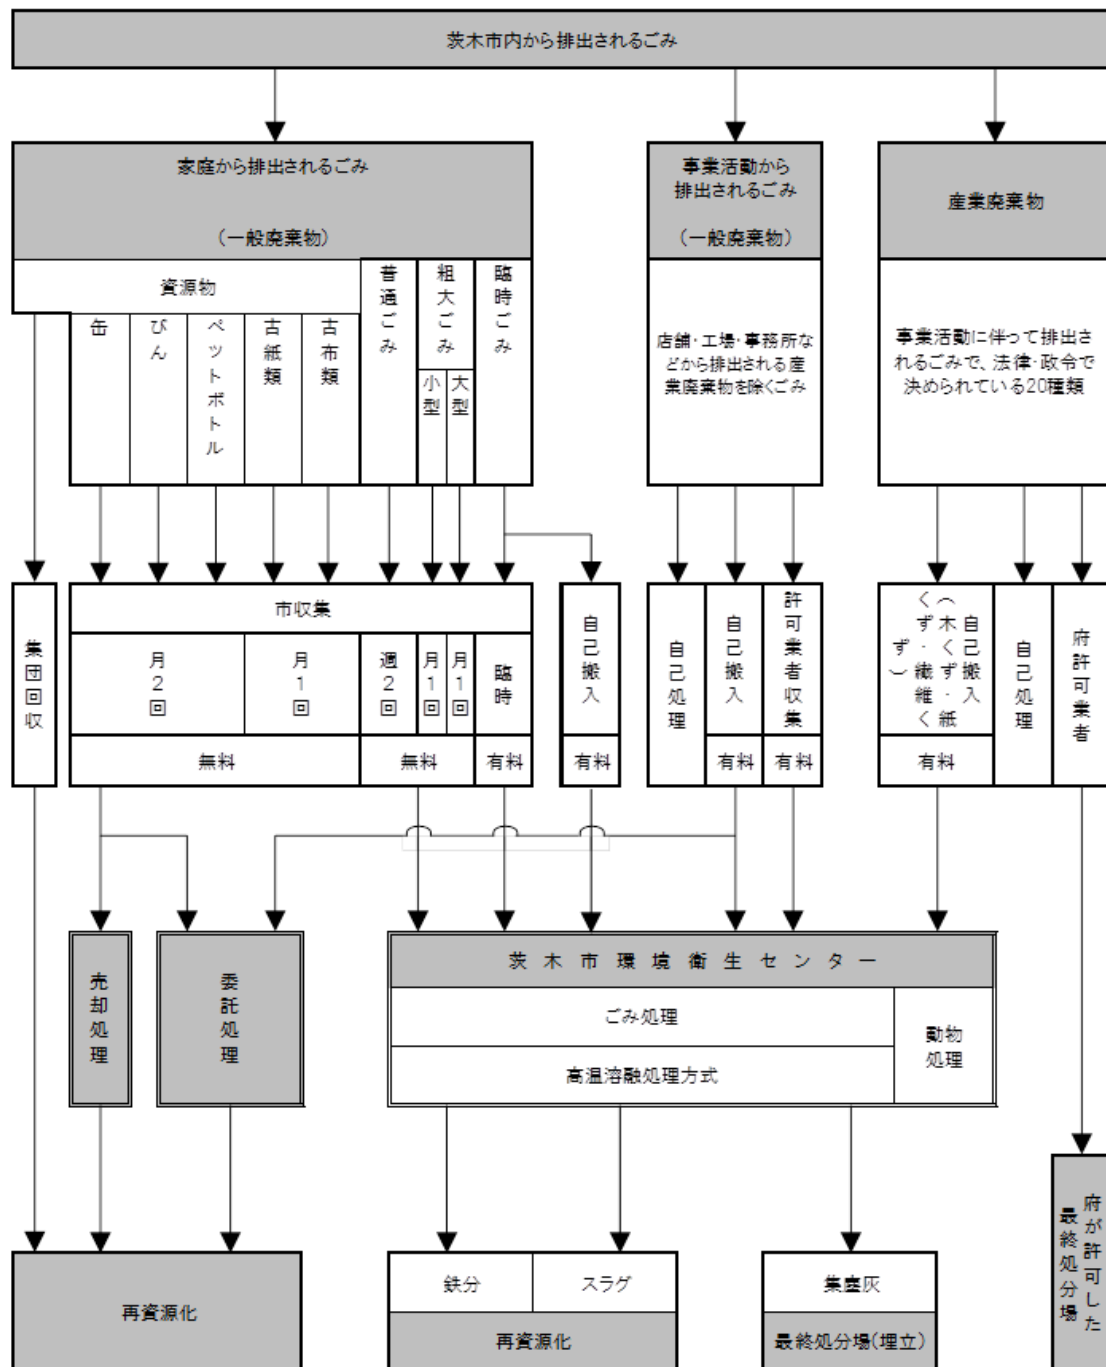 茨木市内から排出されるごみ
家庭から排出されるごみ
（一般廃棄物）
事業活動から
排出されるごみ
（一般廃棄物）
産業廃棄物
資源物
缶
びん
ペットボトル
古紙類
古布類
普通ごみ
粗大ごみ
小型
大型
臨時ごみ
店舗・工場・事務所な
どから排出される産
業廃棄物を除くごみ
事業活動に伴って排出さ
れるごみで、法律・政令で
決められている20種類
集団回収
市収集
月2回
月1回
週2回
月1回
月1回
臨時
無料
無料
有料
自己搬入
有料
自己処理
自己搬入
有料
許可業者収集
有料
自己搬入
（木くず・紙
くず・繊維く
ず）
有料
自己処理
府許可業者
売却処理
委託処理
茨木市環境衛生センター
ごみ処理
高温溶融処理方式
動物
処理
再資源化
鉄分
スラグ
再資源化
集塵灰
最終処分場（埋立）
府が許可した
最終処分場